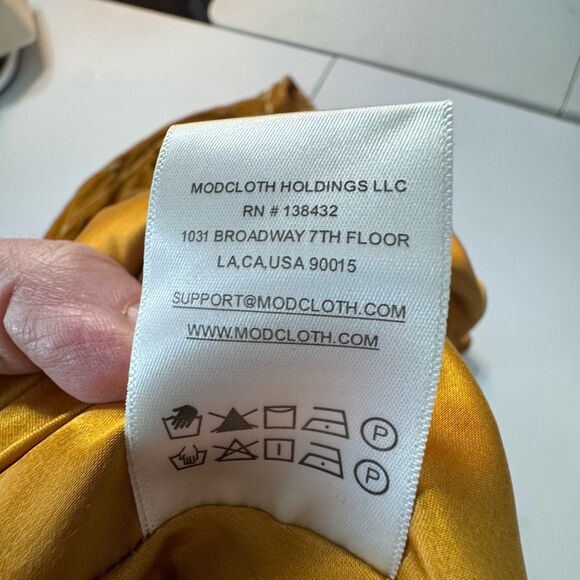 MODCLOTH HOLDINGS LLC
RN # 138432
1031 BROADWAY 7TH FLOOR
LA,CA,USA 90015
SUPPORT@MODCLOTH.COM
WWW.MODCLOTH.COM
P
P